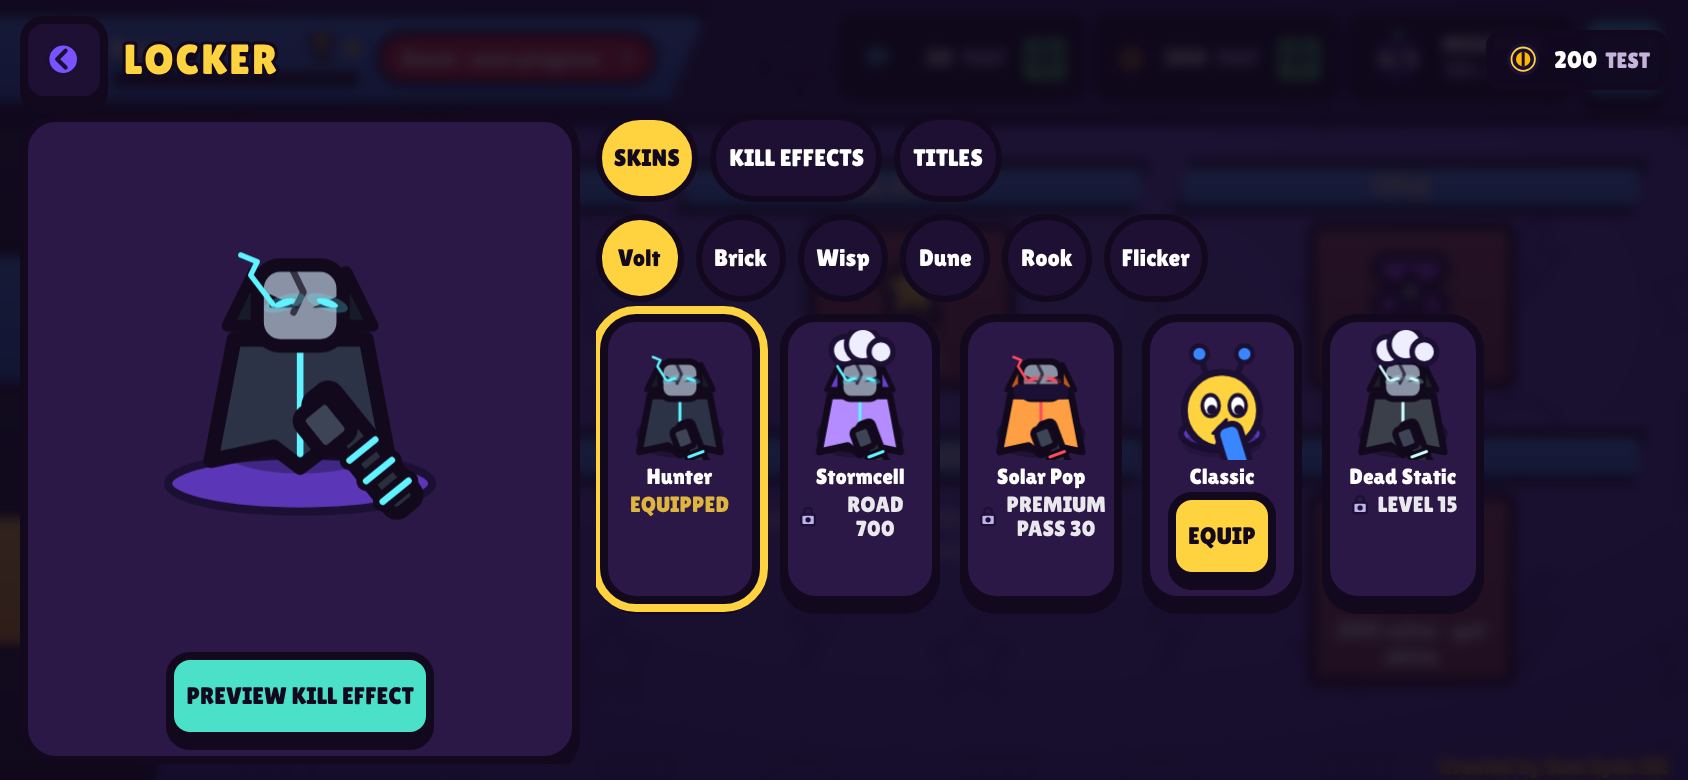 LOCKER
200 TEST
SKINS
KILL EFFECTS
TITLES
Volt
Brick
Wisp
Dune
Rook
Flicker
Hunter
EQUIPPED
Stormcell
ROAD
700
Solar Pop
PREMIUM
PASS 30
Classic
EQUIP
Dead Static
LEVEL 15
PREVIEW KILL EFFECT